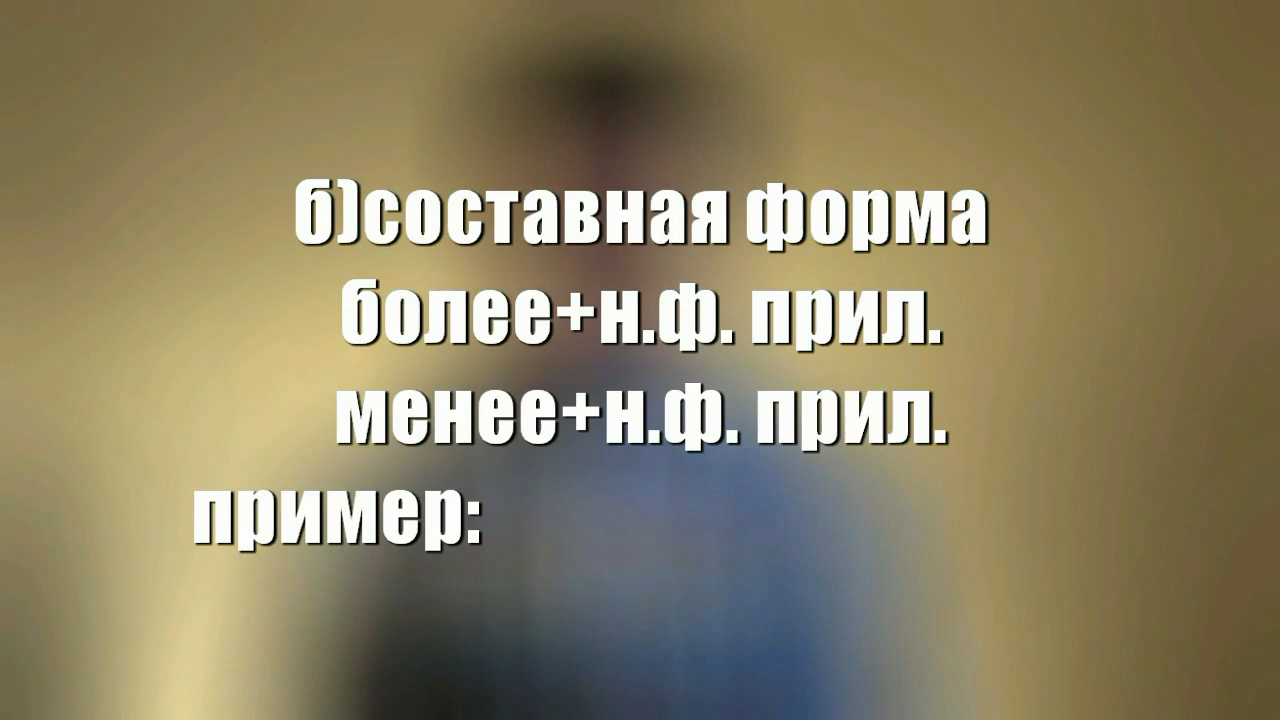 б)составная форма
более+н.ф. прил.
менее+н.ф. прил.
пример: